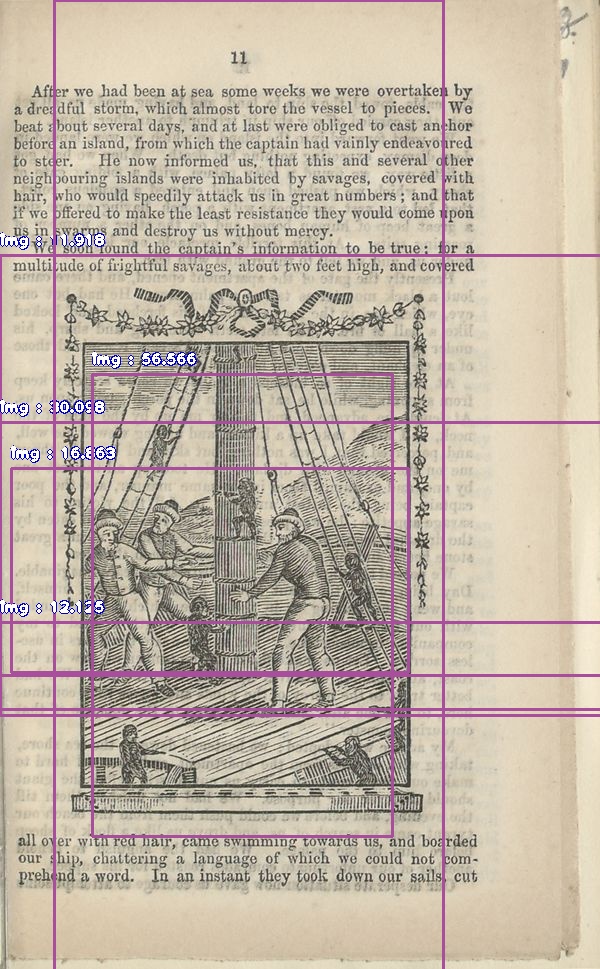 11
After we had been at sea some weeks we were overtaken by
a dreadful storm, which almost tore the vessel to pieces. We
beat about several days, and at last were obliged to cast anchor
before an island, from which the captain had vainly endeavoured
to steer. He now informed us, that this and several other
neighbouring islands were inhabited by savages, covered with
hair, who would speedily attack us in great numbers; and that
if we offered to make the least resistance they would come upon
us in swarms and destroy us without mercy.
Img : 11.918
We soon found the captain's information to be true; for a
multitude of frightful savages, about two feet high, and covered
Img : 56.566
Img : 30.098
Img : 16.863
Img : 12.125
all over with red hair, came swimming towards us, and boarded
our ship, chattering a language of which we could not com-
prehend a word. In an instant they took down our sails, cut